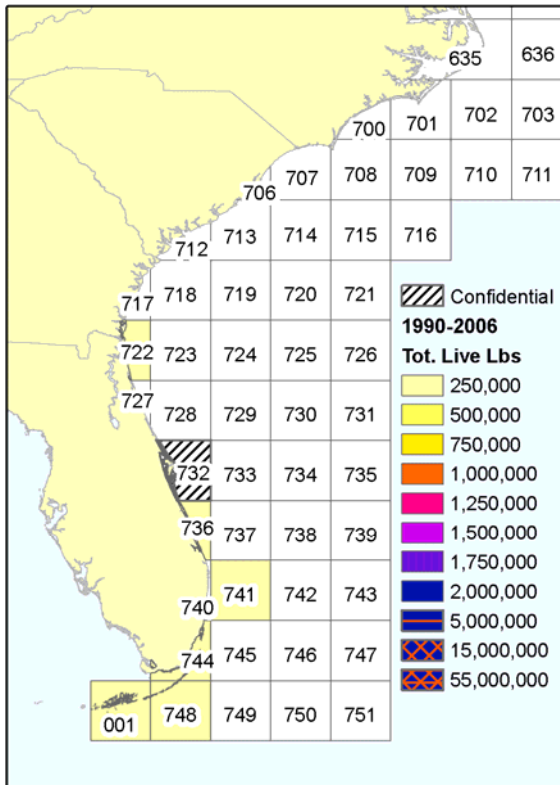 635 636
700 701 702 703
706 707 708 709 710 711
712 713 714 715 716
717 718 719 720 721
722 723 724 725 726
727 728 729 730 731
732 733 734 735
736 737 738 739
740 741 742 743
744 745 746 747
001 748 749 750 751
Confidential
1990-2006
Tot. Live Lbs
250,000
500,000
750,000
1,000,000
1,250,000
1,500,000
1,750,000
2,000,000
5,000,000
15,000,000
55,000,000